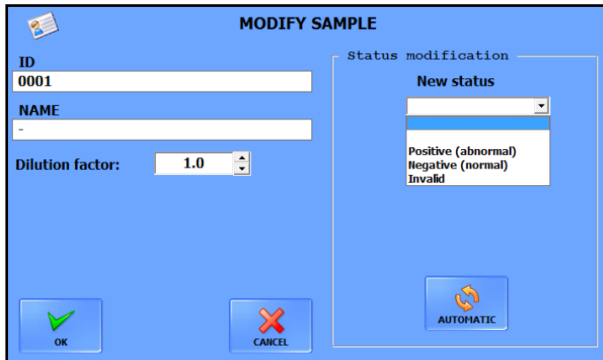 MODIFY SAMPLE
ID
0001
NAME
-
Dilution factor:
1.0
OK
CANCEL
Status modification
New status
Positive (abnormal)
Negative (normal)
Invalid
AUTOMATIC